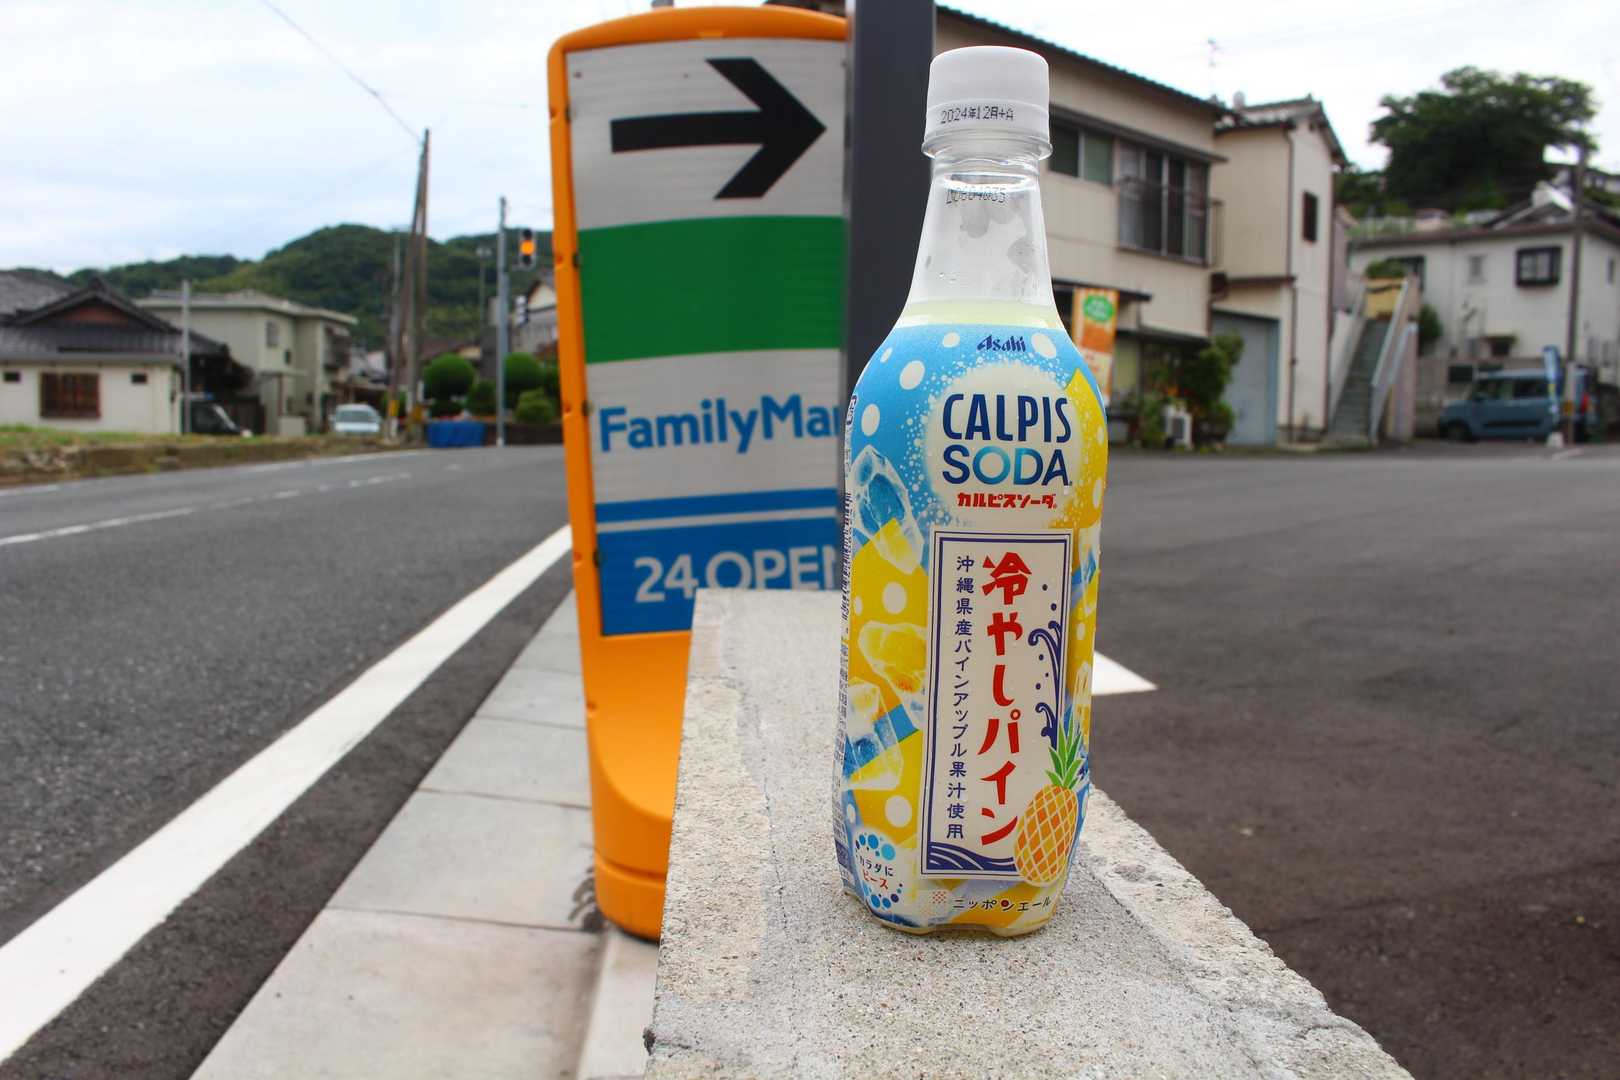 FamilyMar
24 OPEN
2024年12月+A
Asahi
CALPIS
SODA
カルピスソーダ
冷やしパイン
沖縄県産パインアップル果汁使用
カラダに
ピース
ニッポンエール